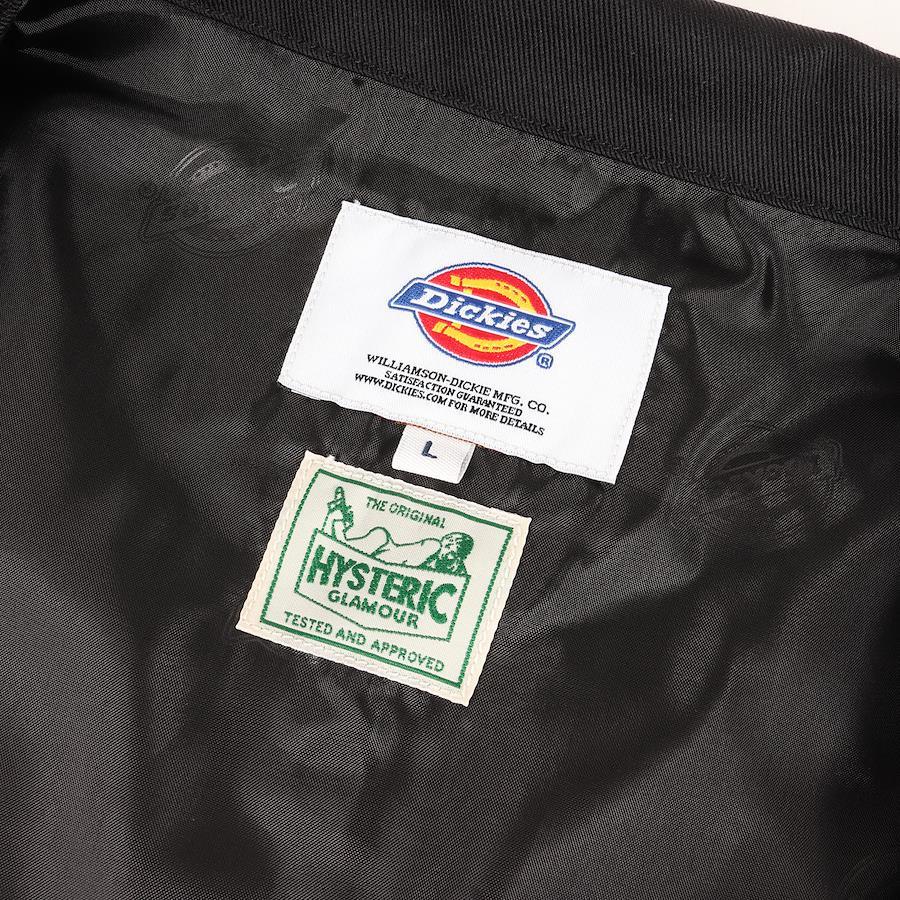 Dickies
®
WILLIAMSON-DICKIE MFG. CO.
SATISFACTION GUARANTEED
WWW.DICKIES.COM FOR MORE DETAILS
L
THE ORIGINAL
HYSTERIC
GLAMOUR
TESTED AND APPROVED